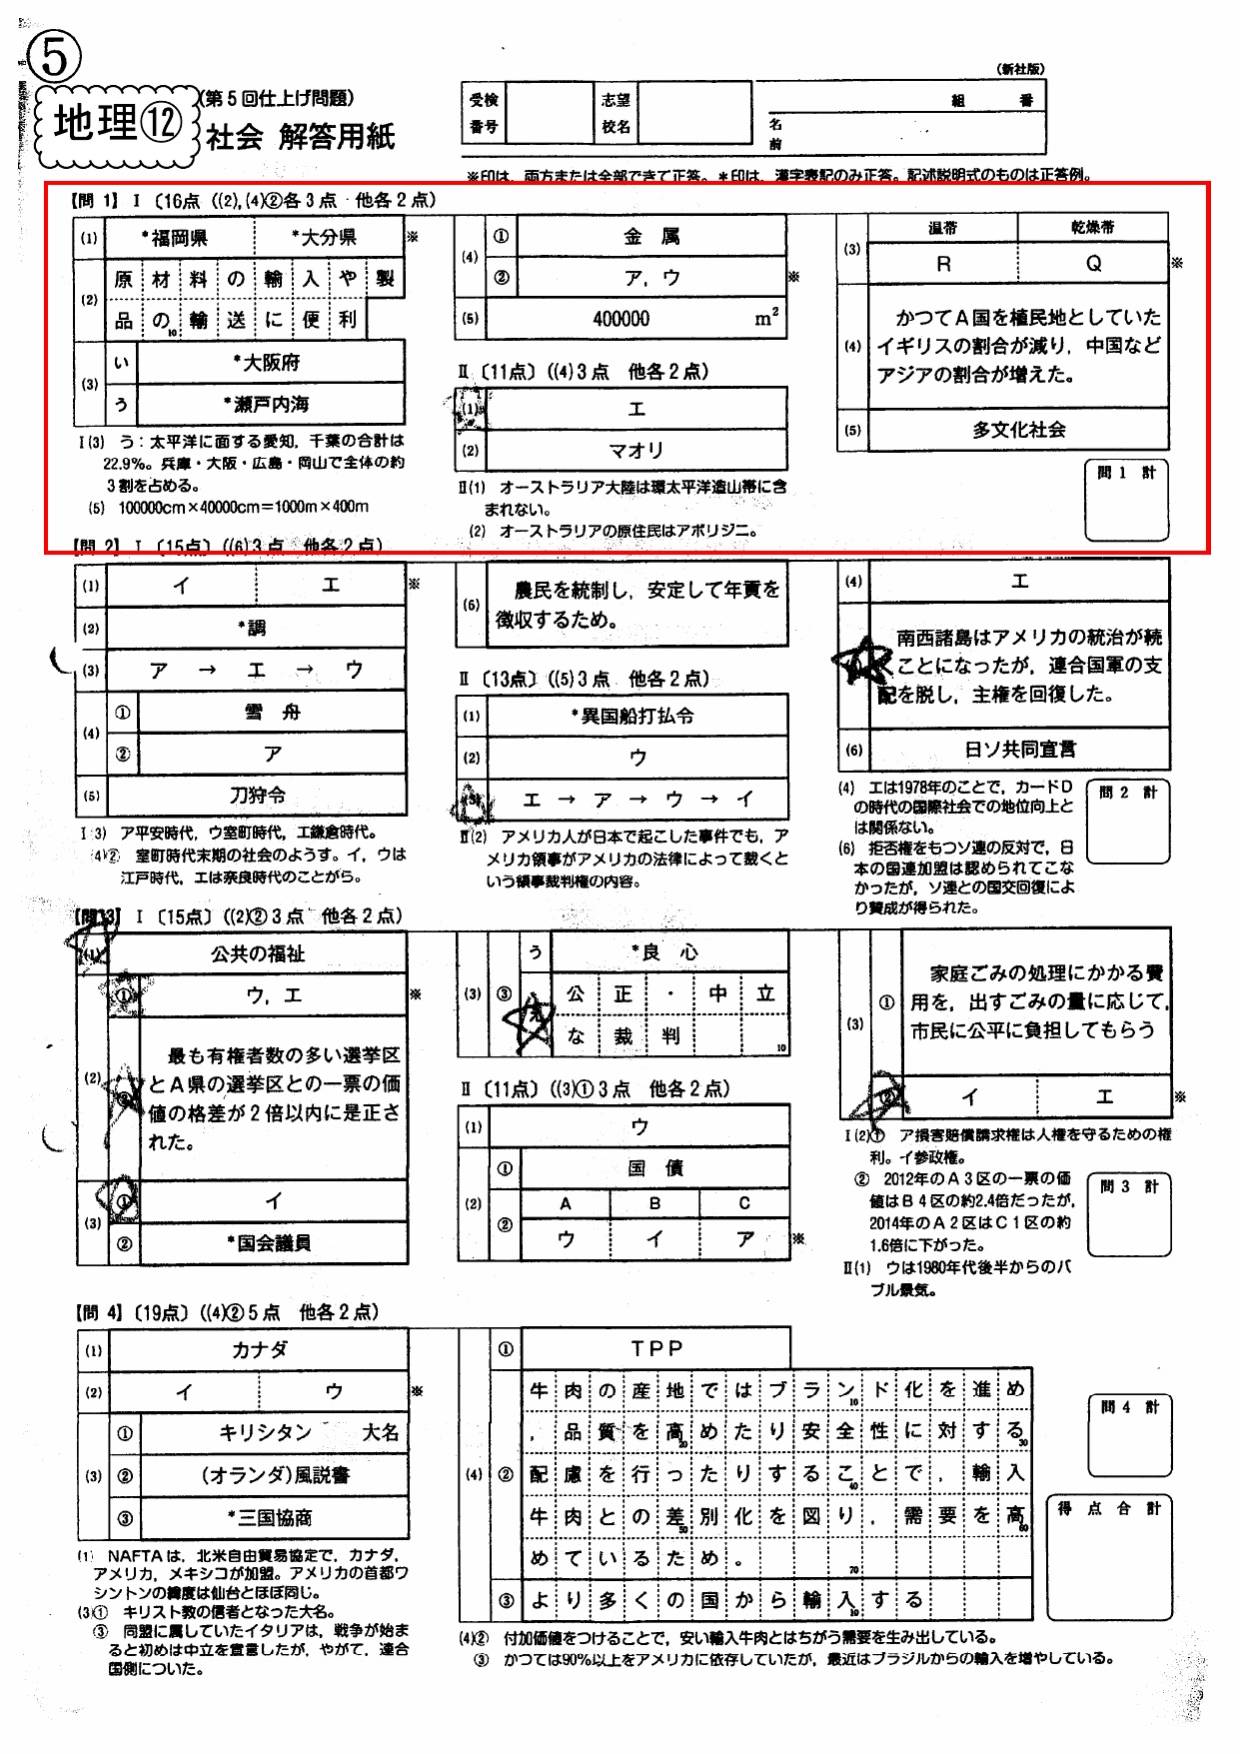 ⑤
(新社版)
地理⑫
(第5回仕上げ問題)
社会 解答用紙
受検番号
志望校名
組 番
名前
※印は、両方または全部できて正答。*印は、漢字表記のみ正答。記述説明式のものは正答例。
【問 1】 Ⅰ 〔16点 ((2),(4)②各3点 他各2点)
(1) *福岡県 *大分県 ※
(2) 原材料の輸入や製
品の輸送に便利
10
(3) い *大阪府
う *瀬戸内海
Ⅰ(3) う：太平洋に面する愛知，千葉の合計は
22.9%。兵庫・大阪・広島・岡山で全体の約
3割を占める。
(5) 100000cm×40000cm＝1000m×400m
(4) ① 金属
② ア，ウ ※
(5) 400000 m²
Ⅱ 〔11点〕((4)3点 他各2点)
(1) エ
(2) マオリ
Ⅱ(1) オーストラリア大陸は環太平洋造山帯に含
まれない。
(2) オーストラリアの原住民はアボリジニ。
(3) 温帯 乾燥帯
R Q ※
(4) かつてA国を植民地としていた
イギリスの割合が減り，中国など
アジアの割合が増えた。
(5) 多文化社会
問1 計
【問 2】 Ⅰ 〔15点〕((6)3点 他各2点)
(1) イ エ ※
(2) *調
(3) ア → エ → ウ
(4) ① 雪舟
② ア
(5) 刀狩令
Ⅰ(3) ア平安時代，ウ室町時代，エ鎌倉時代。
(4)② 室町時代末期の社会のようす。イ，ウは
江戸時代，エは奈良時代のことがら。
(6) 農民を統制し，安定して年貢を
徴収するため。
Ⅱ 〔13点〕((5)3点 他各2点)
(1) *異国船打払令
(2) ウ
(3) エ → ア → ウ → イ
Ⅱ(2) アメリカ人が日本で起こした事件でも，ア
メリカ領事がアメリカの法律によって裁くと
いう領事裁判権の内容。
(4) エ
南西諸島はアメリカの統治が続
くことになったが，連合国軍の支
配を脱し，主権を回復した。
(6) 日ソ共同宣言
(4) エは1978年のことで，カードD
の時代の国際社会での地位向上と
は関係ない。
(6) 拒否権をもつソ連の反対で，日
本の国連加盟は認められてこな
かったが，ソ連との国交回復によ
り賛成が得られた。
問2 計
【問 3】 Ⅰ 〔15点〕((2)②3点 他各2点)
(1) 公共の福祉
(2) ① ウ，エ ※
② 最も有権者数の多い選挙区
とA県の選挙区との一票の価
値の格差が2倍以内に是正さ
れた。
(3) ① イ
② *国会議員
(3) ③ う *良心
え 公正・中立
な裁判
10
Ⅱ 〔11点〕((3)①3点 他各2点)
(1) ウ
(2) ① 国債
② A B C
ウ イ ア ※
(3) ① 家庭ごみの処理にかかる費
用を，出すごみの量に応じて，
市民に公平に負担してもらう
② イ エ ※
Ⅰ(2)① ア損害賠償請求権は人権を守るための権
利。イ参政権。
② 2012年のA3区の一票の価
値はB4区の約2.4倍だったが，
2014年のA2区はC1区の約
1.6倍に下がった。
Ⅱ(1) ウは1980年代後半からのバ
ブル景気。
問3 計
【問 4】〔19点〕((4)②5点 他各2点)
(1) カナダ
(2) イ ウ ※
(3) ① キリシタン 大名
② (オランダ)風説書
③ *三国協商
(1) NAFTAは，北米自由貿易協定で，カナダ，
アメリカ，メキシコが加盟。アメリカの首都ワ
シントンの緯度は仙台とほぼ同じ。
(3)① キリスト教の信者となった大名。
③ 同盟に属していたイタリアは，戦争が始ま
ると初めは中立を宣言したが，やがて，連合
国側についた。
(4) ① TPP
② 牛肉の産地ではブランド化を進め
，品質を高めたり安全性に対する
配慮を行ったりすることで，輸入
牛肉との差別化を図り，需要を高
めているため。
③ より多くの国から輸入する
(4)② 付加価値をつけることで，安い輸入牛肉とはちがう需要を生み出している。
③ かつては90%以上をアメリカに依存していたが，最近はブラジルからの輸入を増やしている。
問4 計
得点合計